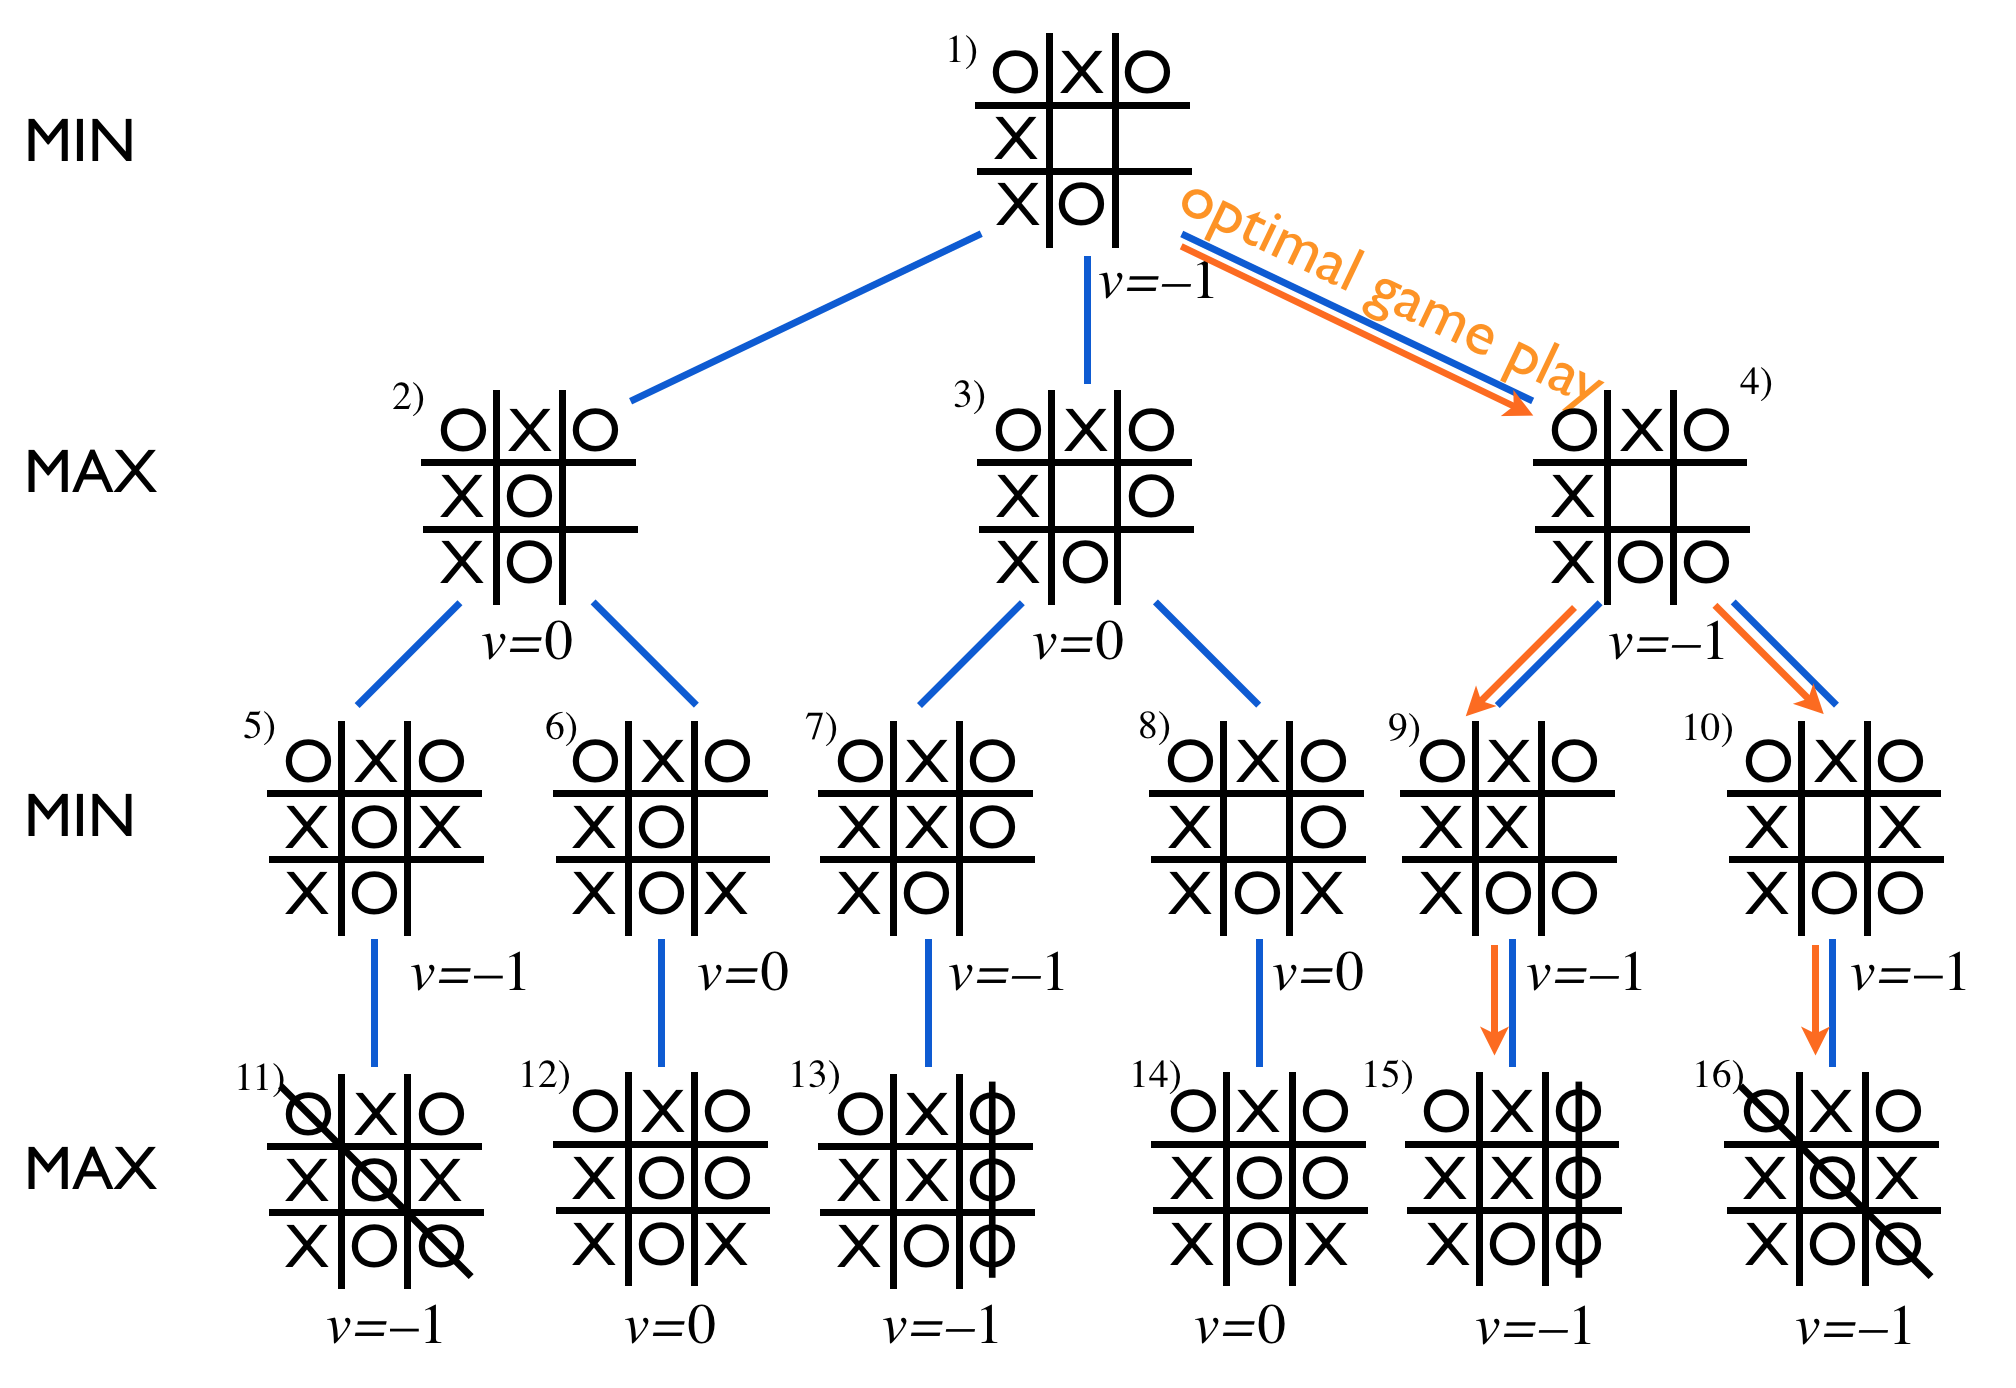 1)
O X O
MIN
X
X O
optimal game play
v=–1
2)
3)
4)
O X O
O X O
O X O
MAX
X O
X O
X
X O
X O
X O O
v=0
v=0
v=–1
5)
6)
7)
8)
9)
10)
O X O
O X O
O X O
O X O
O X O
O X O
MIN
X O X
X O
X X O
X O
X X
X X
X O
X O X
X O
X O X
X O O
X O O
v=–1
v=0
v=–1
v=0
v=–1
v=–1
11)
12)
13)
14)
15)
16)
O X O
O X O
O X O
O X O
O X O
O X O
MAX
X O X
X O O
X X O
X O O
X X O
X O X
X O O
X O X
X O O
X O X
X O O
X O O
v=–1
v=0
v=–1
v=0
v=–1
v=–1